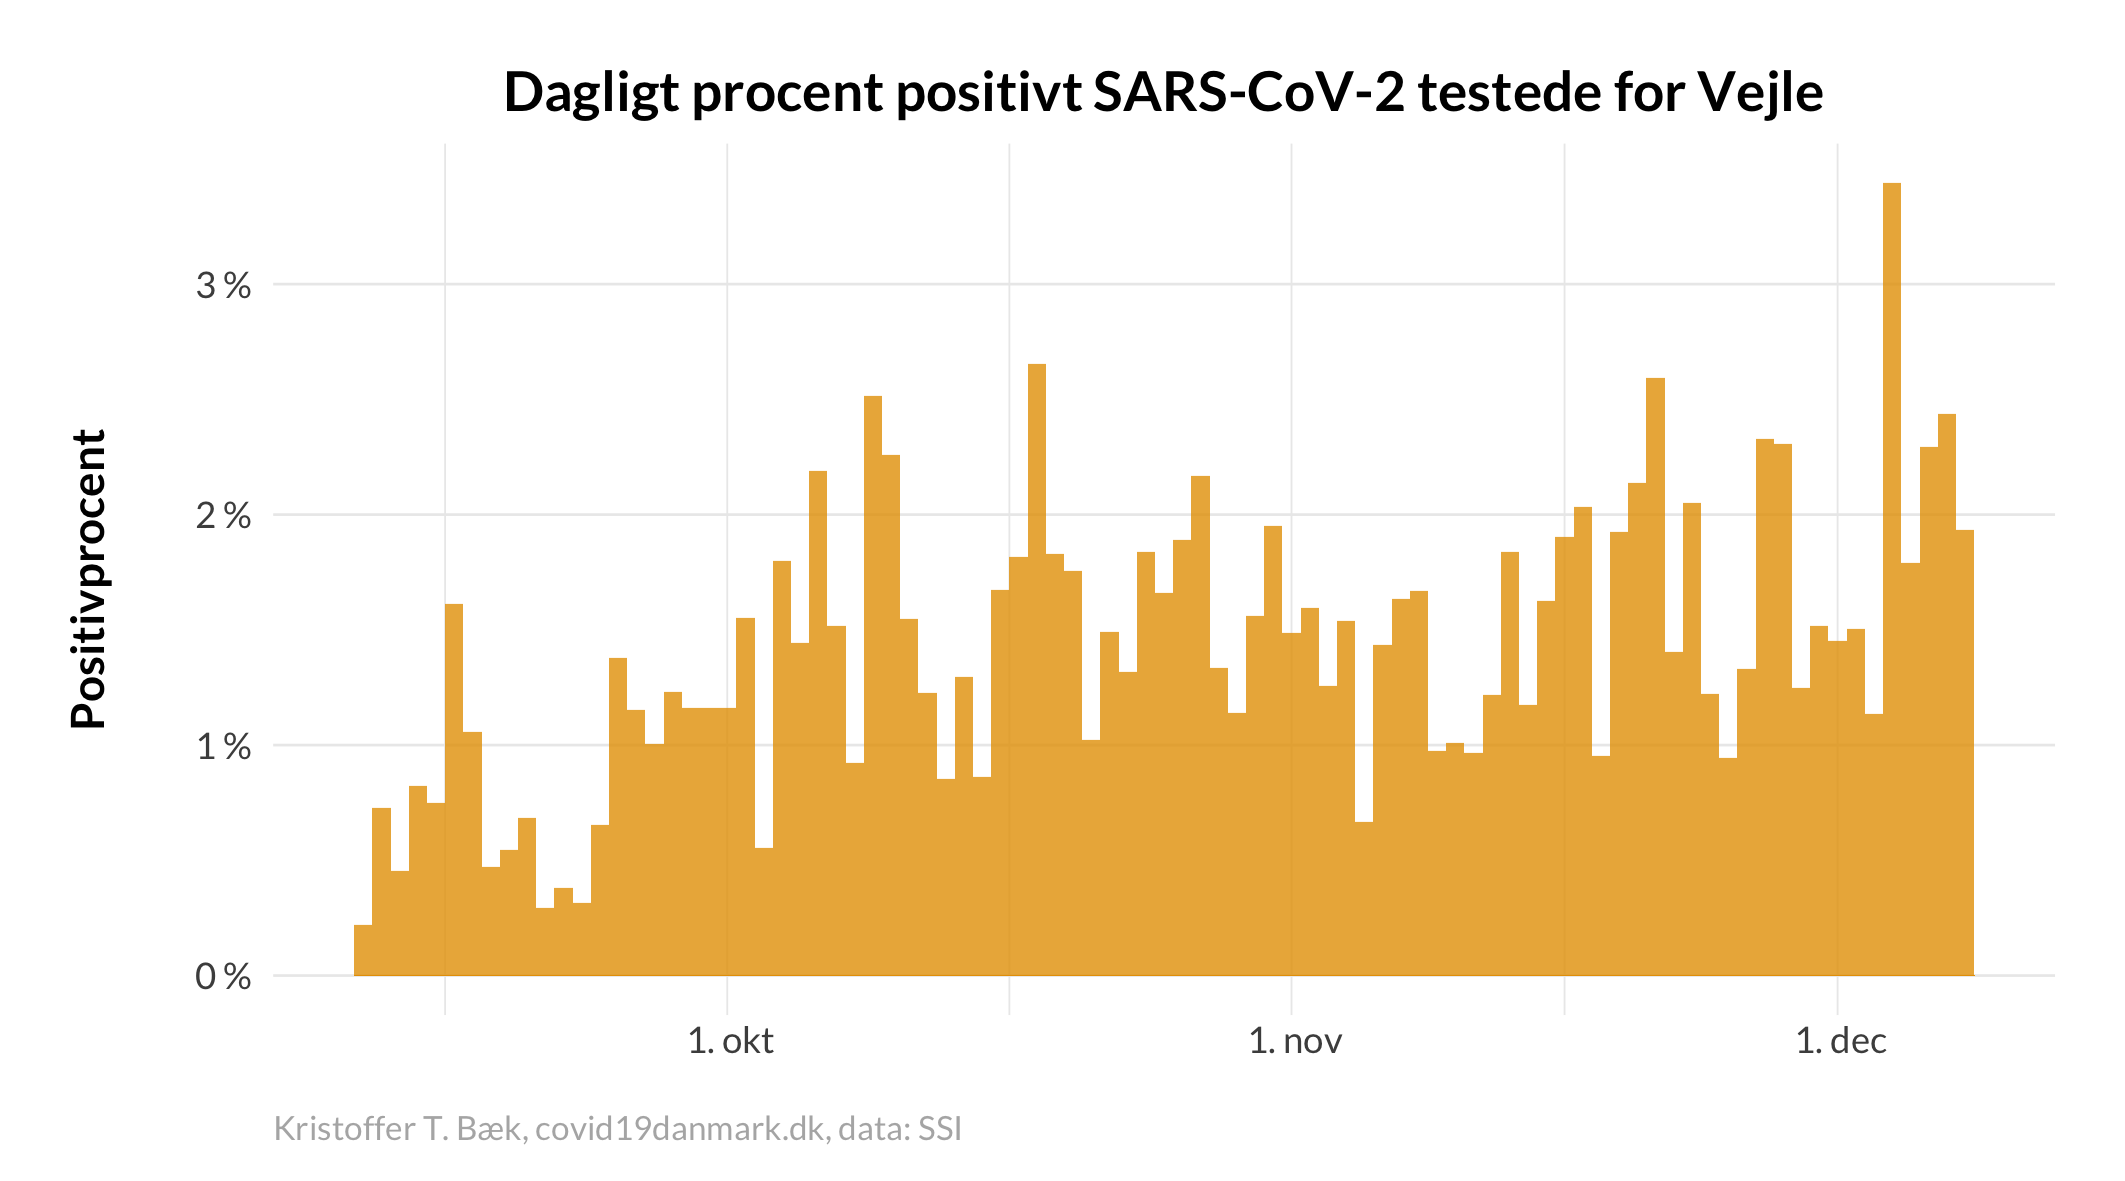 Dagligt procent positivt SARS-CoV-2 testede for Vejle
Positivprocent
3 %
2 %
1 %
0 %
1. okt
1. nov
1. dec
Kristoffer T. Bæk, covid19danmark.dk, data: SSI